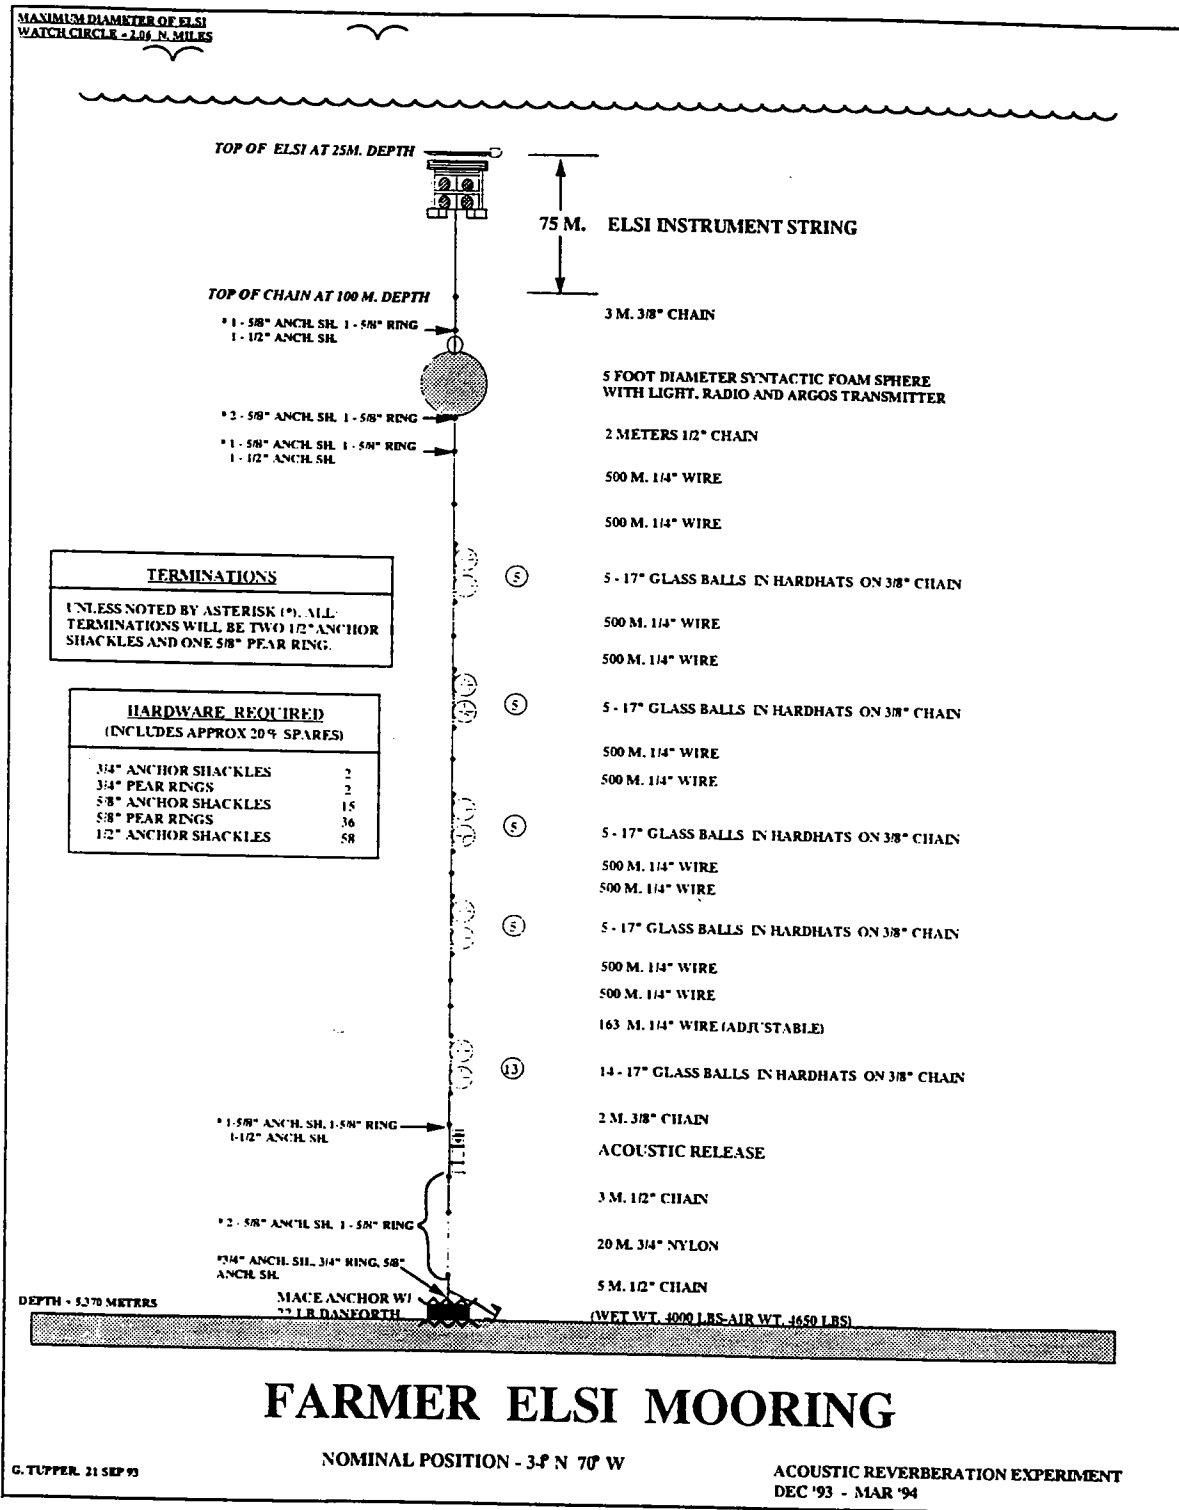 MAXIMUM DIAMETER OF ELSI
WATCH CIRCLE - 2.06 N. MILES
TOP OF ELSI AT 25M. DEPTH
75 M. ELSI INSTRUMENT STRING
TOP OF CHAIN AT 100 M. DEPTH
3 M. 3/8" CHAIN
* 1 - 5/8" ANCH. SH. 1 - 5/8" RING
1 - 1/2" ANCH. SH.
5 FOOT DIAMETER SYNTACTIC FOAM SPHERE
WITH LIGHT, RADIO AND ARGOS TRANSMITTER
* 2 - 5/8" ANCH. SH. 1 - 5/8" RING
2 METERS 1/2" CHAIN
* 1 - 5/8" ANCH. SH. 1 - 5/8" RING
1 - 1/2" ANCH. SH.
500 M. 1/4" WIRE
500 M. 1/4" WIRE
5 5 - 17" GLASS BALLS IN HARDHATS ON 3/8" CHAIN
TERMINATIONS
UNLESS NOTED BY ASTERISK (*), ALL
TERMINATIONS WILL BE TWO 1/2" ANCHOR
SHACKLES AND ONE 5/8" PEAR RING.
500 M. 1/4" WIRE
500 M. 1/4" WIRE
5 5 - 17" GLASS BALLS IN HARDHATS ON 3/8" CHAIN
HARDWARE REQUIRED
(INCLUDES APPROX 20% SPARES)
3/4" ANCHOR SHACKLES 2
3/4" PEAR RINGS 2
5/8" ANCHOR SHACKLES 15
5/8" PEAR RINGS 36
1/2" ANCHOR SHACKLES 58
500 M. 1/4" WIRE
500 M. 1/4" WIRE
5 5 - 17" GLASS BALLS IN HARDHATS ON 3/8" CHAIN
500 M. 1/4" WIRE
500 M. 1/4" WIRE
5 5 - 17" GLASS BALLS IN HARDHATS ON 3/8" CHAIN
500 M. 1/4" WIRE
500 M. 1/4" WIRE
163 M. 1/4" WIRE (ADJUSTABLE)
13 14 - 17" GLASS BALLS IN HARDHATS ON 3/8" CHAIN
2 M. 3/8" CHAIN
* 1-5/8" ANCH. SH. 1-5/8" RING
1-1/2" ANCH. SH.
ACOUSTIC RELEASE
3 M. 1/2" CHAIN
* 2 - 5/8" ANCH. SH. 1 - 5/8" RING
20 M. 3/4" NYLON
*3/4" ANCH. SH., 3/4" RING, 5/8"
ANCH. SH.
5 M. 1/2" CHAIN
MACE ANCHOR W/
22 LB DANFORTH
(WET WT. 4000 LBS-AIR WT. 4650 LBS)
DEPTH - 5,370 METERS
FARMER ELSI MOORING
NOMINAL POSITION - 34° N 70° W
G. TUPPER, 21 SEP 93
ACOUSTIC REVERBERATION EXPERIMENT
DEC '93 - MAR '94